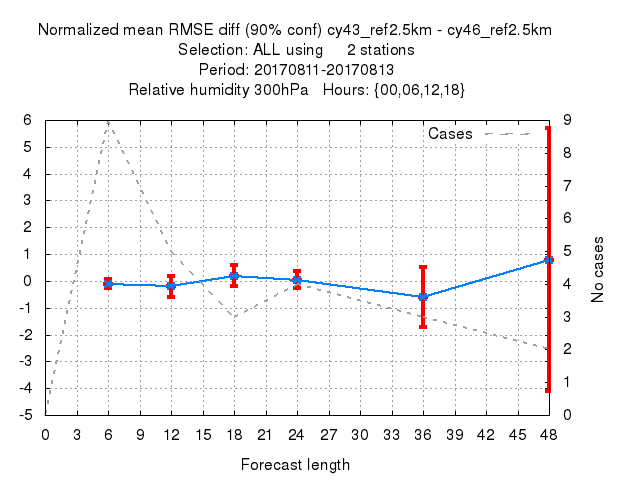 Normalized mean RMSE diff (90% conf) cy43_ref2.5km - cy46_ref2.5km
Selection: ALL using 2 stations
Period: 20170811-20170813
Relative humidity 300hPa Hours: {00,06,12,18}
Cases
6
5
4
3
2
1
0
-1
-2
-3
-4
-5
9
8
7
6
5
4
3
2
1
0
No cases
0 3 6 9 12 15 18 21 24 27 30 33 36 39 42 45 48
Forecast length